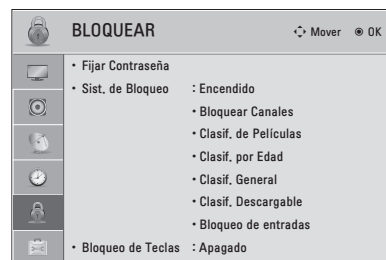 BLOQUEAR Mover OK
• Fijar Contraseña
• Sist. de Bloqueo : Encendido
• Bloquear Canales
• Clasif. de Películas
• Clasif. por Edad
• Clasif. General
• Clasif. Descargable
• Bloqueo de entradas
• Bloqueo de Teclas : Apagado